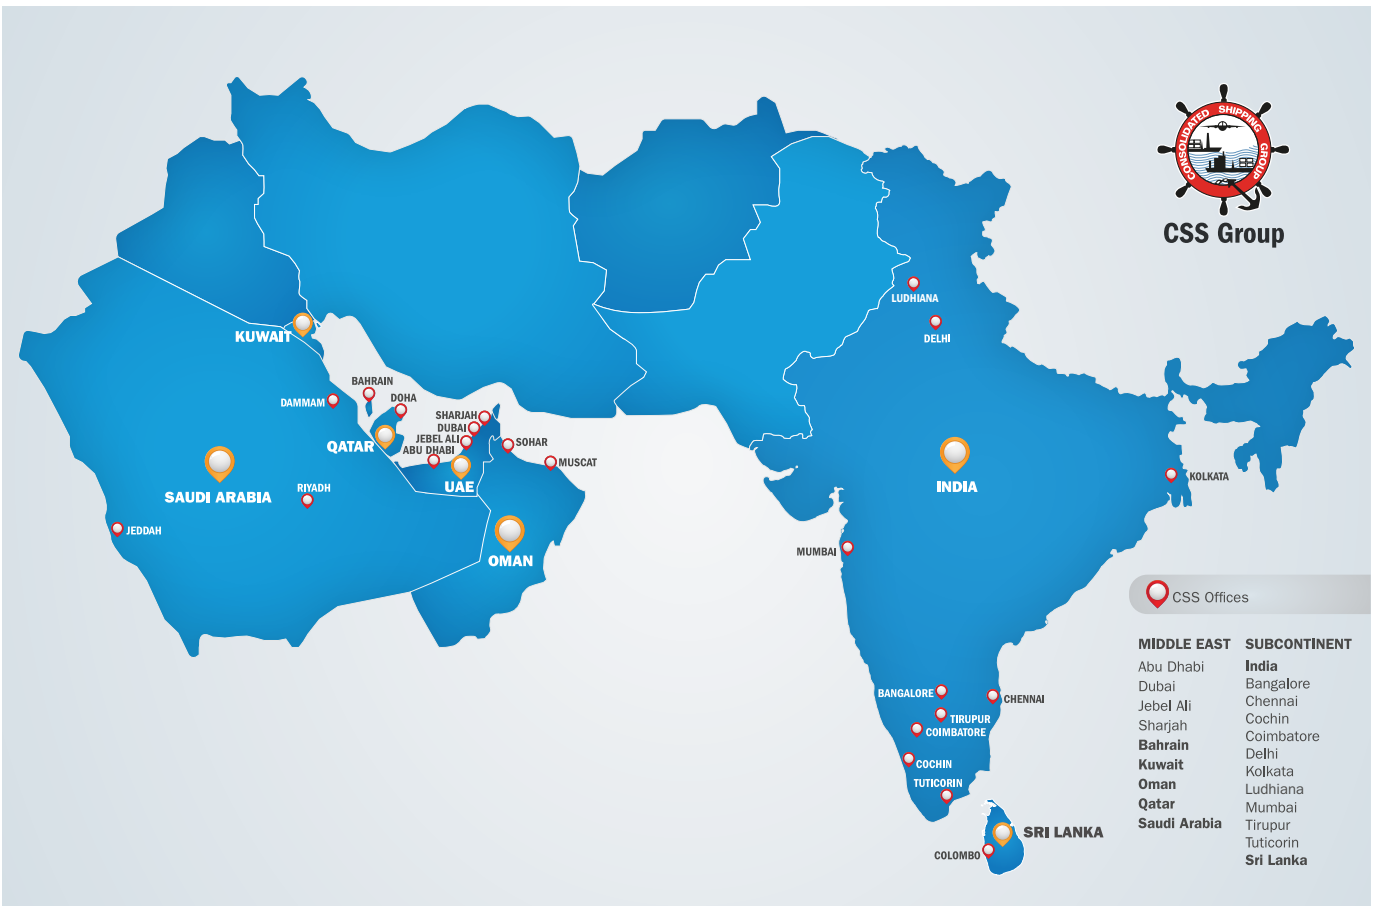 CONSOLIDATED SHIPPING GROUP
CSS Group
LUDHIANA
DELHI
KUWAIT
BAHRAIN
DAMMAM
DOHA
SHARJAH
DUBAI
JEBEL ALI
ABU DHABI
QATAR
SOHAR
MUSCAT
UAE
SAUDI ARABIA
RIYADH
JEDDAH
OMAN
INDIA
KOLKATA
MUMBAI
BANGALORE
CHENNAI
TIRUPUR
COIMBATORE
COCHIN
TUTICORIN
SRI LANKA
COLOMBO
CSS Offices
MIDDLE EAST
Abu Dhabi
Dubai
Jebel Ali
Sharjah
Bahrain
Kuwait
Oman
Qatar
Saudi Arabia
SUBCONTINENT
India
Bangalore
Chennai
Cochin
Coimbatore
Delhi
Kolkata
Ludhiana
Mumbai
Tirupur
Tuticorin
Sri Lanka